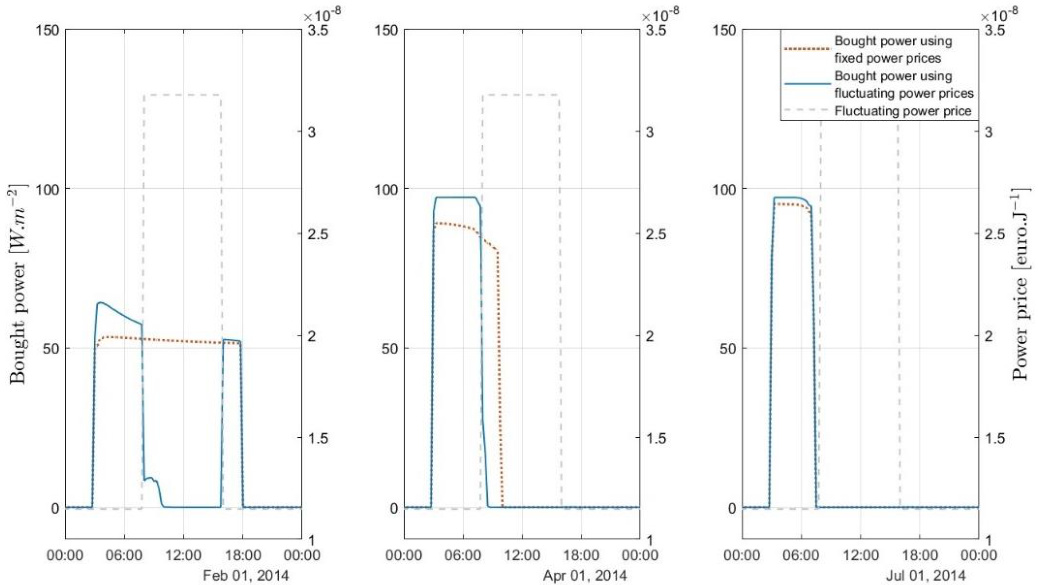 150
100
50
0
Bought power [W.m⁻²]
×10⁻⁸
3.5
3
2.5
2
1.5
1
00:00 06:00 12:00 18:00 00:00
Feb 01, 2014
150
100
50
0
×10⁻⁸
3.5
3
2.5
2
1.5
1
00:00 06:00 12:00 18:00 00:00
Apr 01, 2014
150
100
50
0
Bought power using
fixed power prices
Bought power using
fluctuating power prices
Fluctuating power price
×10⁻⁸
3.5
3
2.5
2
1.5
1
Power price [euro.J⁻¹]
00:00 06:00 12:00 18:00 00:00
Jul 01, 2014